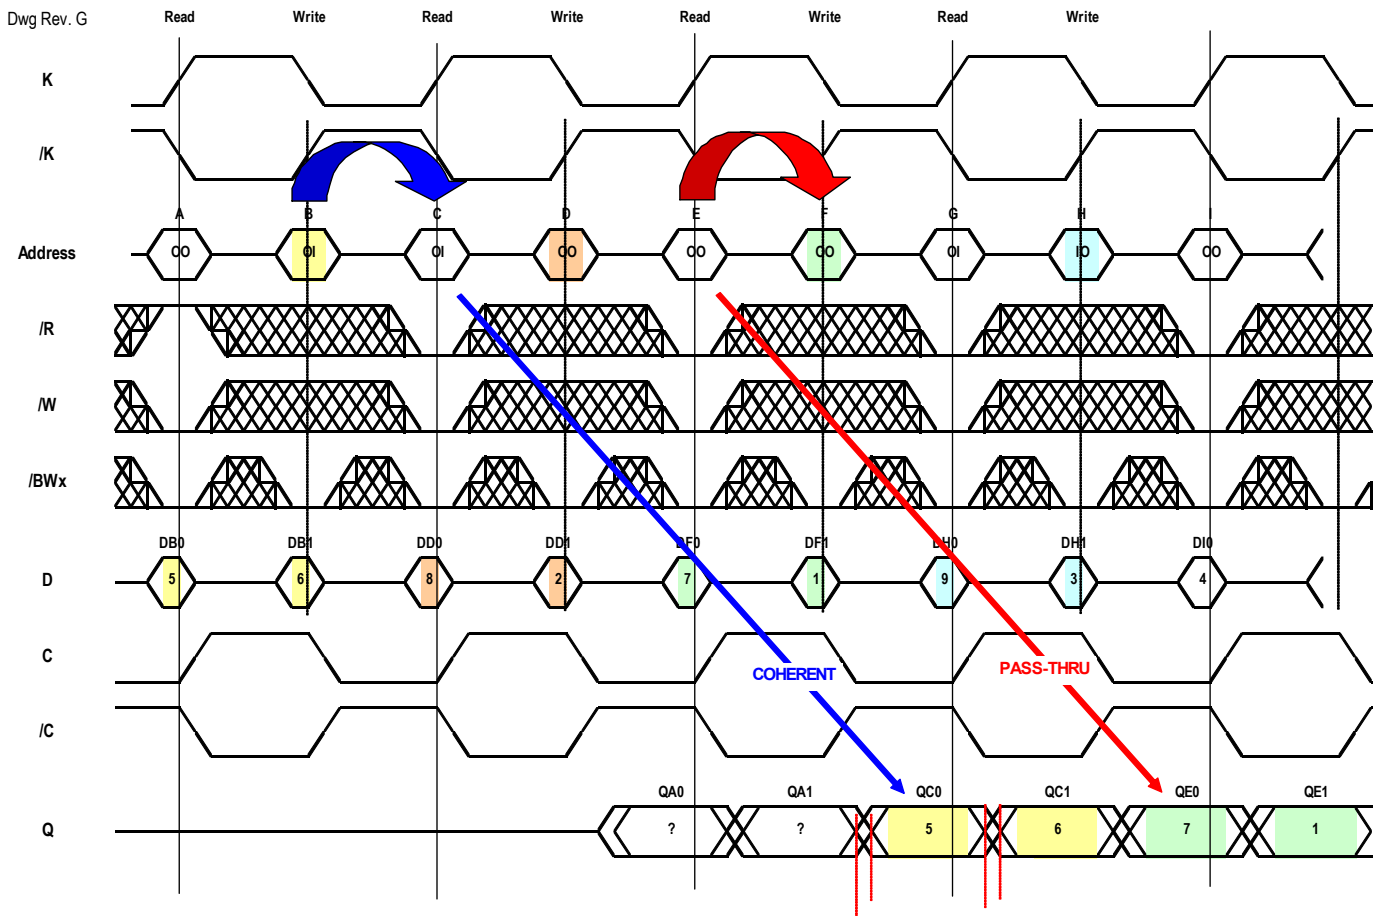 Dwg Rev. G Read Write Read Write Read Write Read Write
K
/K
A B C D E F G H I
Address OO OI OI OO OO OO OI IO OO
/R
/W
/BWx
DB0 DB1 DD0 DD1 DF0 DF1 DH0 DH1 DI0
D 5 6 8 2 7 1 9 3 4
C
COHERENT PASS-THRU
/C
QA0 QA1 QC0 QC1 QE0 QE1
Q ? ? 5 6 7 1